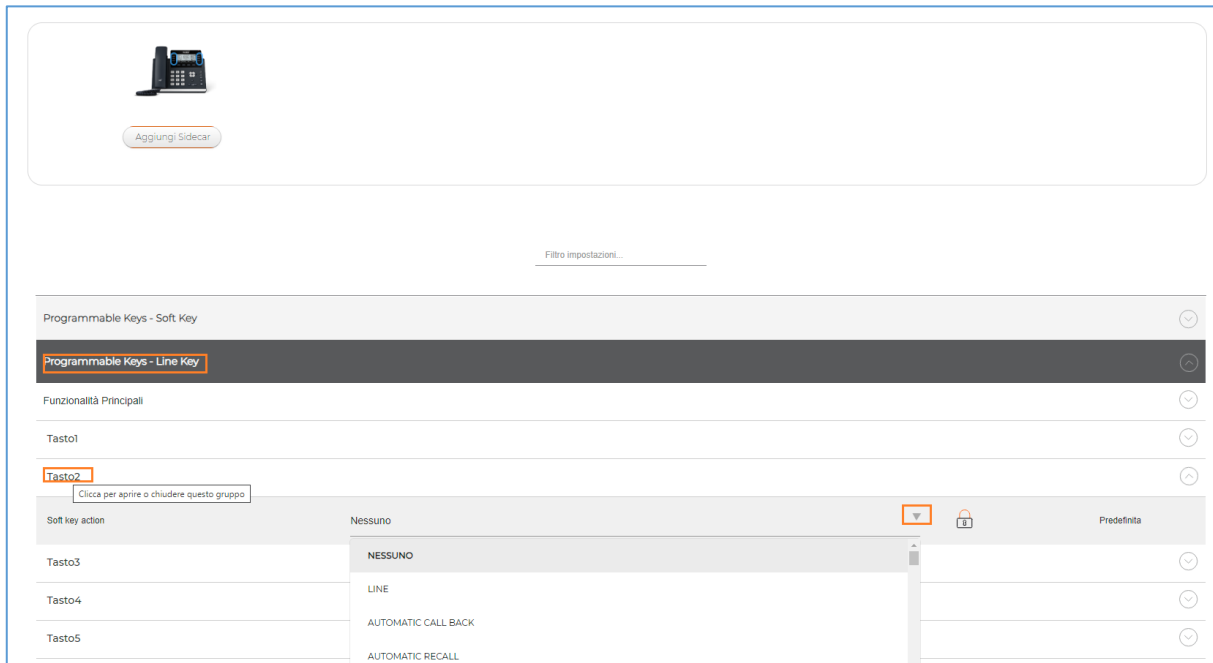 Aggiungi Sidecar
Filtro impostazioni...
Programmable Keys - Soft Key
Programmable Keys - Line Key
Funzionalità Principali
Tasto1
Tasto2
Clicca per aprire o chiudere questo gruppo
Soft key action Nessuno Predefinita
NESSUNO
Tasto3
LINE
Tasto4
AUTOMATIC CALL BACK
Tasto5
AUTOMATIC RECALL